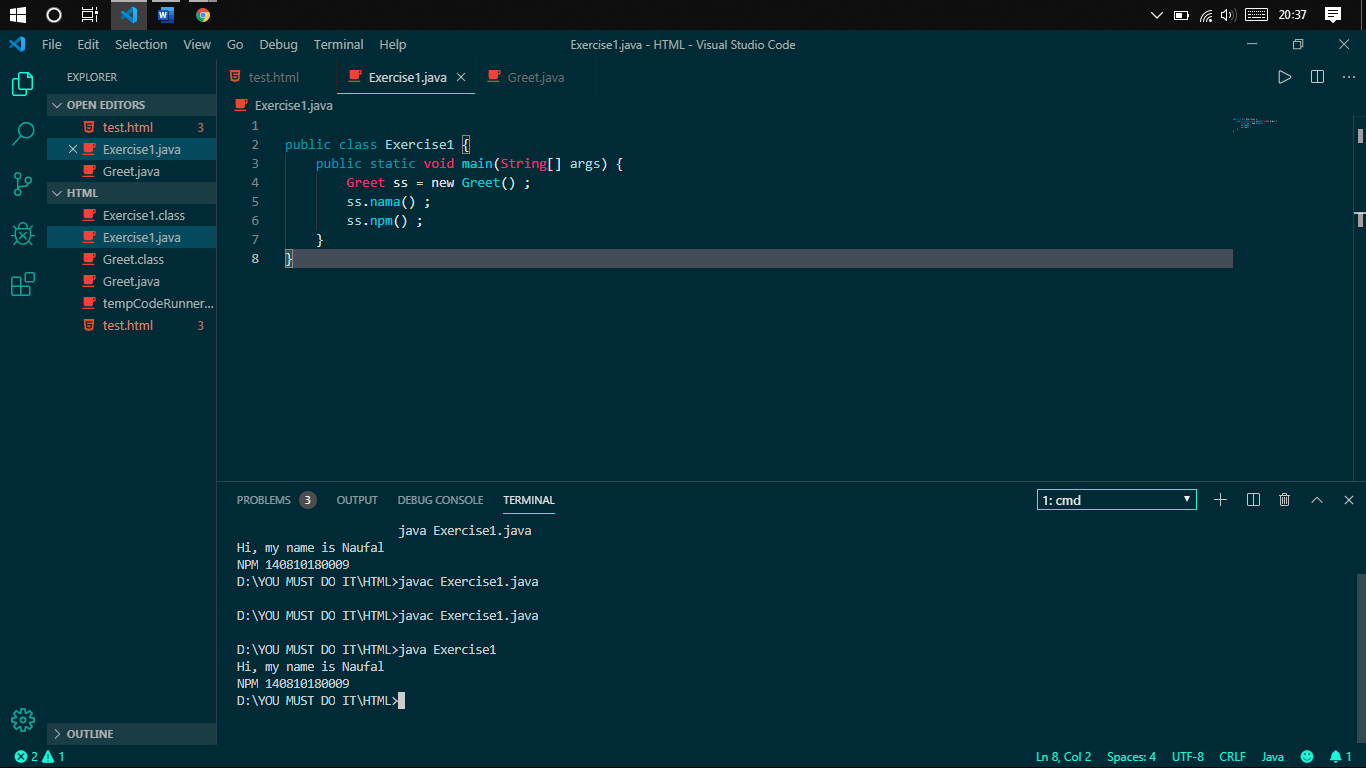 20:37
File Edit Selection View Go Debug Terminal Help Exercise1.java - HTML - Visual Studio Code
EXPLORER
OPEN EDITORS
test.html 3
Exercise1.java
Greet.java
HTML
Exercise1.class
Exercise1.java
Greet.class
Greet.java
tempCodeRunner...
test.html 3
OUTLINE
test.html Exercise1.java Greet.java
Exercise1.java
1
2 public class Exercise1 {
3 public static void main(String[] args) {
4 Greet ss = new Greet() ;
5 ss.nama() ;
6 ss.npm() ;
7 }
8 }
PROBLEMS 3 OUTPUT DEBUG CONSOLE TERMINAL 1: cmd
java Exercise1.java
Hi, my name is Naufal
NPM 140810180009
D:\YOU MUST DO IT\HTML>javac Exercise1.java
D:\YOU MUST DO IT\HTML>javac Exercise1.java
D:\YOU MUST DO IT\HTML>java Exercise1
Hi, my name is Naufal
NPM 140810180009
D:\YOU MUST DO IT\HTML>
2 1 Ln 8, Col 2 Spaces: 4 UTF-8 CRLF Java 1